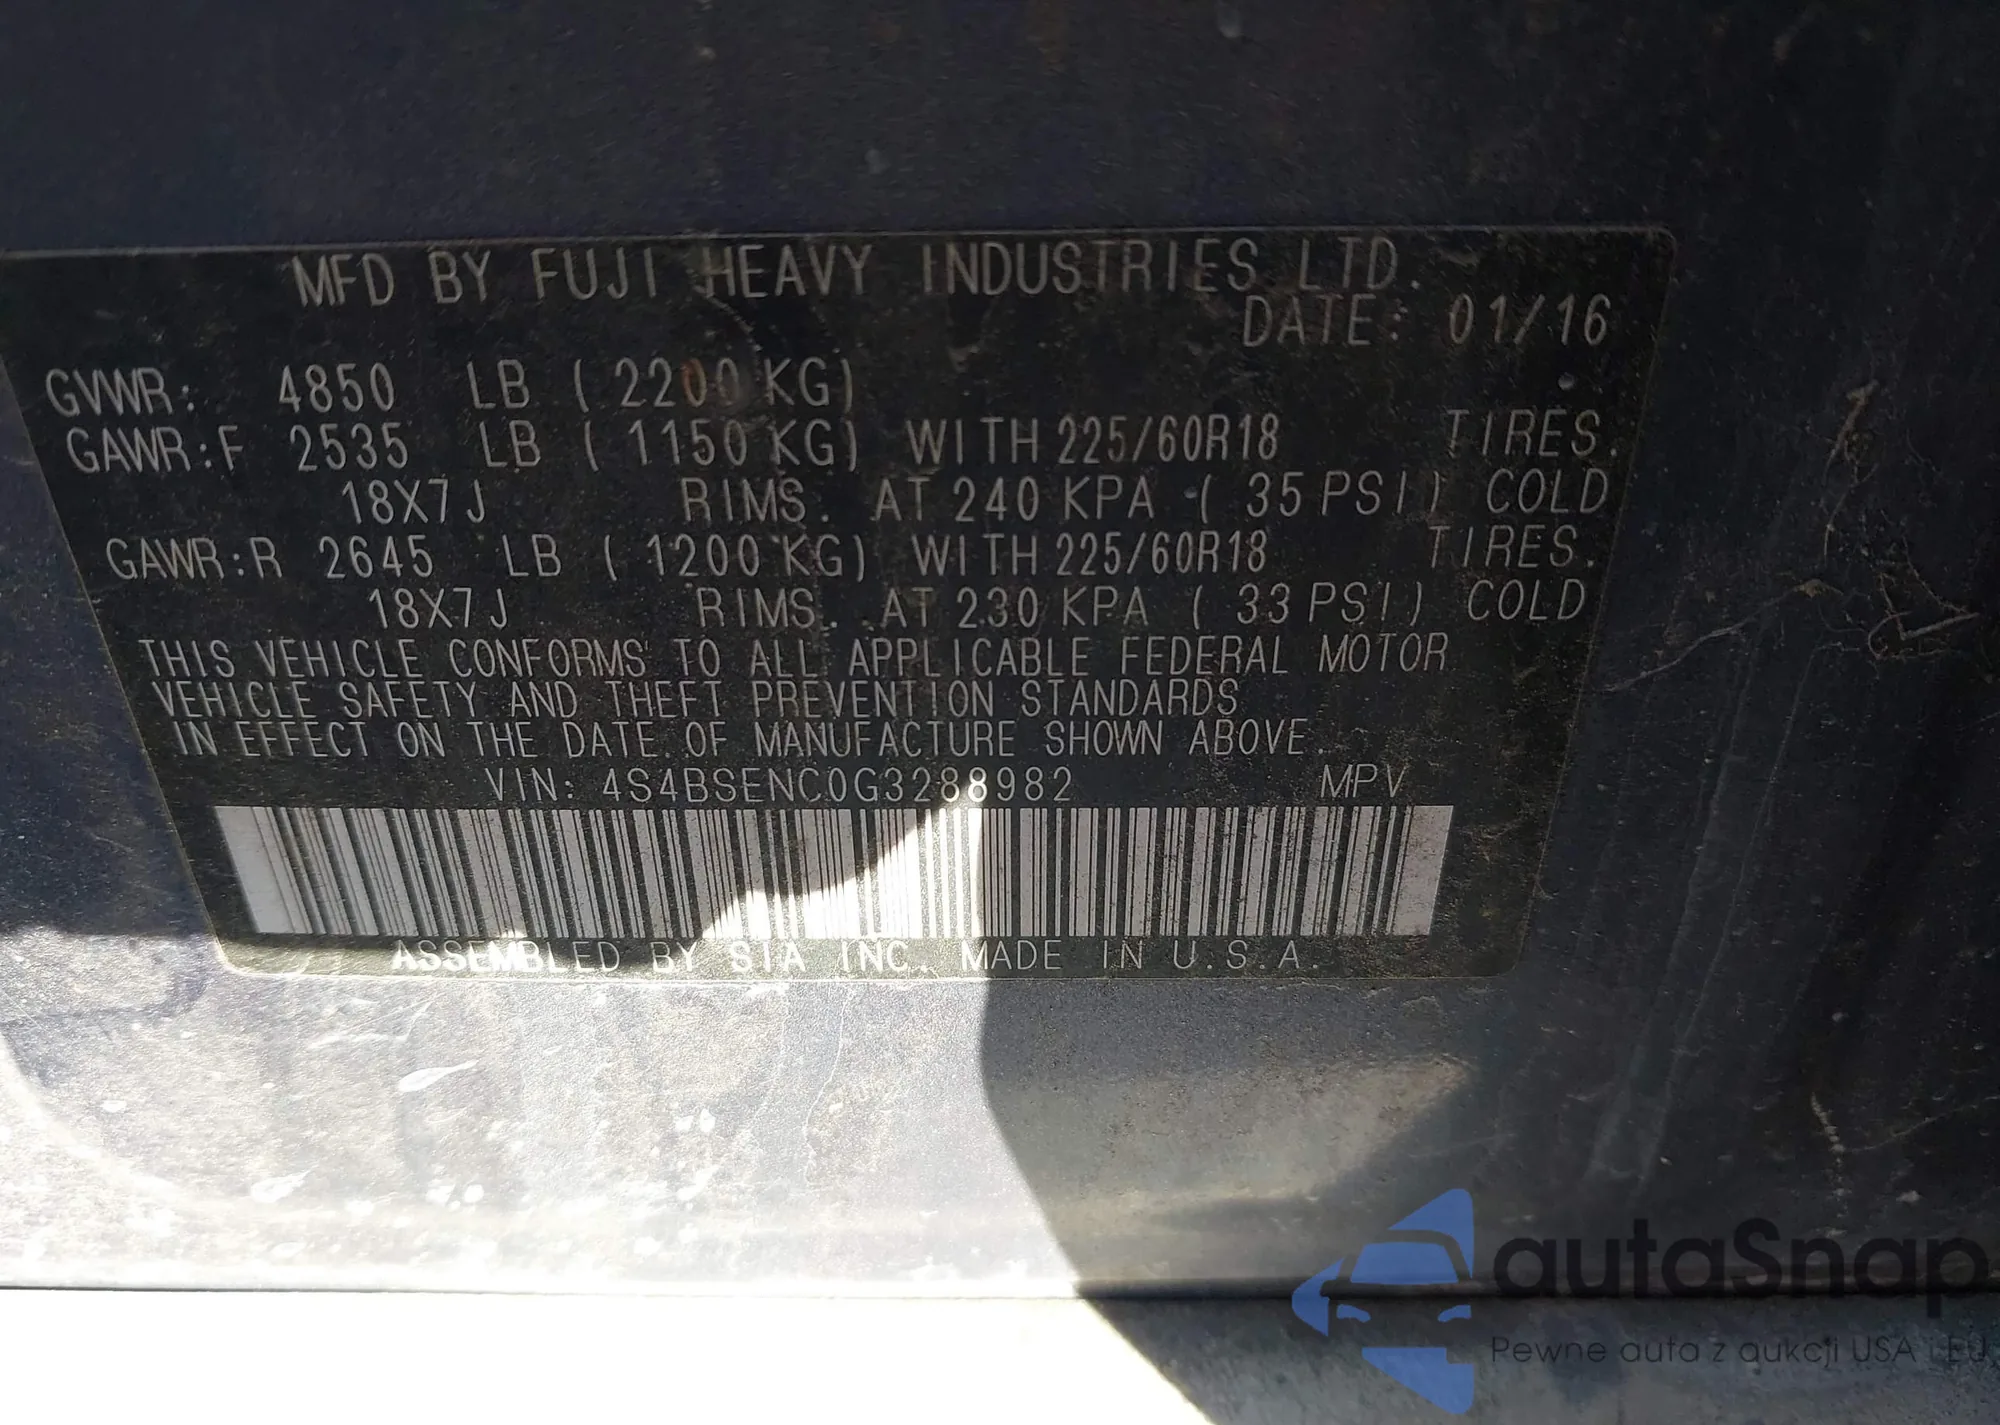 MFD BY FUJI HEAVY INDUSTRIES LTD.
DATE: 01/16
GVWR: 4850 LB (2200 KG)
GAWR:F 2535 LB (1150 KG) WITH 225/60R18 TIRES.
18X7J RIMS. AT 240 KPA (35 PSI) COLD
GAWR:R 2645 LB (1200 KG) WITH 225/60R18 TIRES.
18X7J RIMS. AT 230 KPA (33 PSI) COLD
THIS VEHICLE CONFORMS TO ALL APPLICABLE FEDERAL MOTOR
VEHICLE SAFETY AND THEFT PREVENTION STANDARDS
IN EFFECT ON THE DATE OF MANUFACTURE SHOWN ABOVE.
VIN: 4S4BSENC0G3288982 MPV
ASSEMBLED BY SIA INC. MADE IN U.S.A.
autaSnap
Pewne auta z aukcji USA i EU